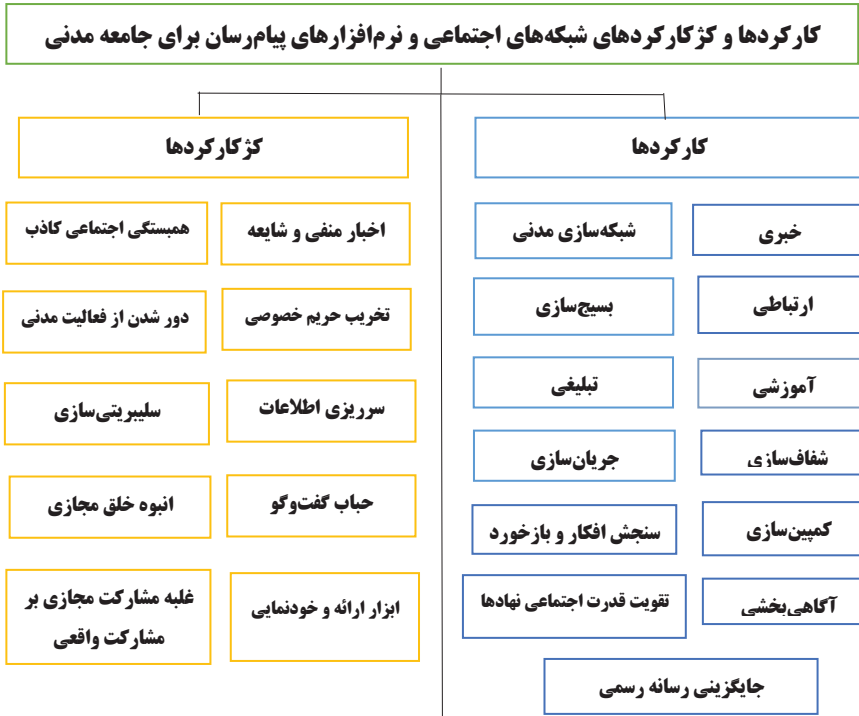 کارکردها و کژکارکردهای شبکه‌های اجتماعی و نرم‌افزارهای پیام‌رسان برای جامعه مدنی
کارکردها
کژکارکردها
خبری
شبکه‌سازی مدنی
ارتباطی
بسیج‌سازی
آموزشی
تبلیغی
شفاف‌سازی
جریان‌سازی
کمپین‌سازی
سنجش افکار و بازخورد
آگاهی‌بخشی
تقویت قدرت اجتماعی نهادها
جایگزینی رسانه رسمی
اخبار منفی و شایعه
همبستگی اجتماعی کاذب
تخریب حریم خصوصی
دور شدن از فعالیت مدنی
سرریزی اطلاعات
سلیبریتی‌سازی
حباب گفت‌وگو
انبوه خلق مجازی
ابزار ارائه و خودنمایی
غلبه مشارکت مجازی بر
مشارکت واقعی